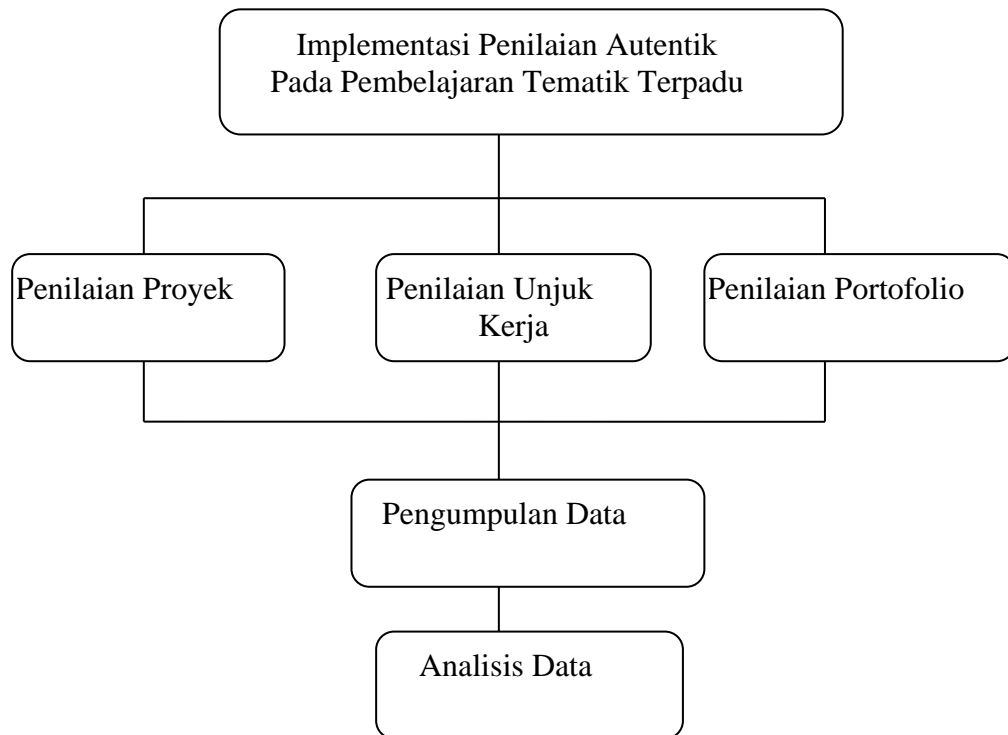 Implementasi Penilaian Autentik
Pada Pembelajaran Tematik Terpadu
Penilaian Proyek
Penilaian Unjuk
Kerja
Penilaian Portofolio
Pengumpulan Data
Analisis Data